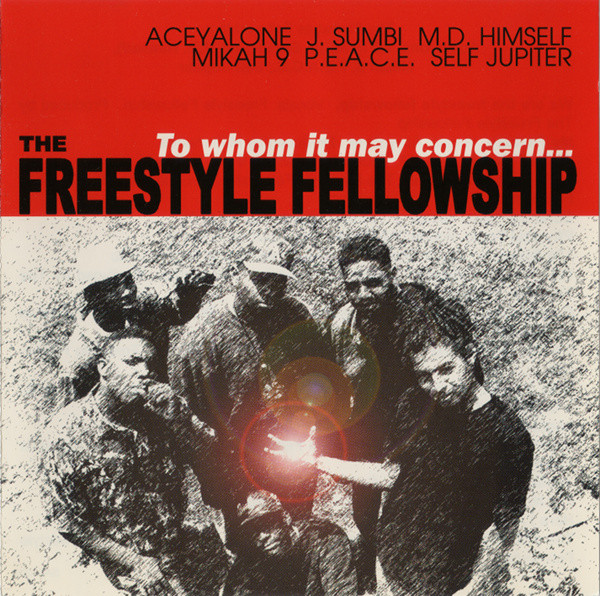 ACEYALONE J. SUMBI M.D. HIMSELF
MIKAH 9 P.E.A.C.E. SELF JUPITER
To whom it may concern...
THE
FREESTYLE FELLOWSHIP